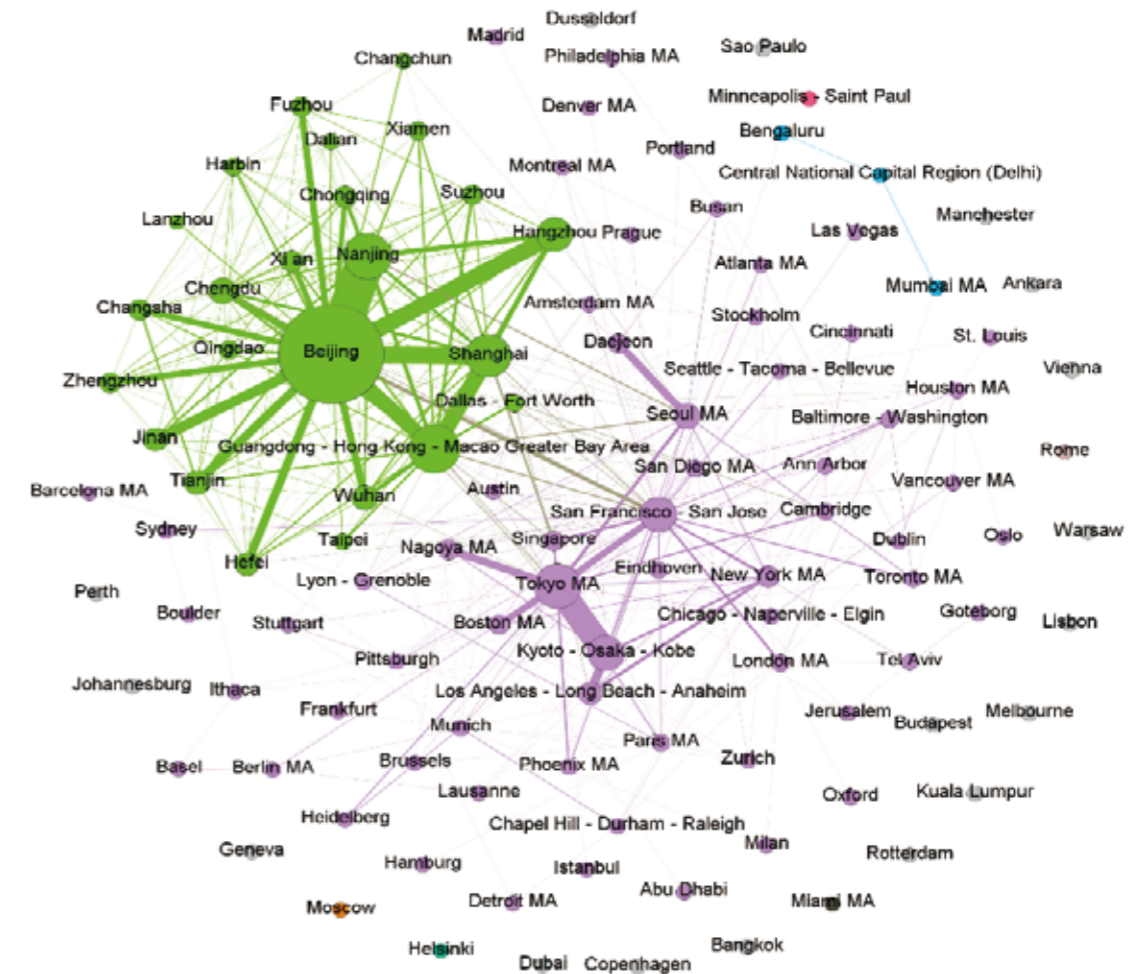 Dusseldorf
Madrid
Philadelphia MA
Sao Paulo
Changchun
Minneapolis - Saint Paul
Fuzhou
Denver MA
Xiamen
Bengaluru
Dalian
Portland
Harbin
Montreal MA
Central National Capital Region (Delhi)
Chongqing
Suzhou
Busan
Manchester
Lanzhou
Las Vegas
Hangzhou
Prague
Nanjing
Xi an
Atlanta MA
Chengdu
Mumbai MA
Ankara
Changsha
Amsterdam MA
Stockholm
Cincinnati
St. Louis
Daejeon
Qingdao
Beijing
Shanghai
Seattle - Tacoma - Bellevue
Vienna
Zhengzhou
Houston MA
Dallas - Fort Worth
Seoul MA
Baltimore - Washington
Jinan
Guangdong - Hong Kong - Macao Greater Bay Area
Rome
San Diego MA
Ann Arbor
Tianjin
Vancouver MA
Barcelona MA
Wuhan
Austin
San Francisco
San Jose
Cambridge
Sydney
Warsaw
Taipei
Singapore
Dublin
Oslo
Nagoya MA
Hefei
Lyon - Grenoble
Tokyo MA
Eindhoven
New York MA
Toronto MA
Perth
Boulder
Stuttgart
Boston MA
Chicago - Naperville - Elgin
Goteborg
Lisbon
Kyoto - Osaka - Kobe
Pittsburgh
London MA
Tel Aviv
Johannesburg
Ithaca
Los Angeles - Long Beach - Anaheim
Frankfurt
Jerusalem
Budapest
Melbourne
Munich
Paris MA
Basel
Berlin MA
Brussels
Phoenix MA
Zurich
Lausanne
Oxford
Kuala Lumpur
Heidelberg
Chapel Hill - Durham - Raleigh
Geneva
Milan
Hamburg
Istanbul
Rotterdam
Moscow
Detroit MA
Abu Dhabi
Miami MA
Helsinki
Bangkok
Dubai
Copenhagen